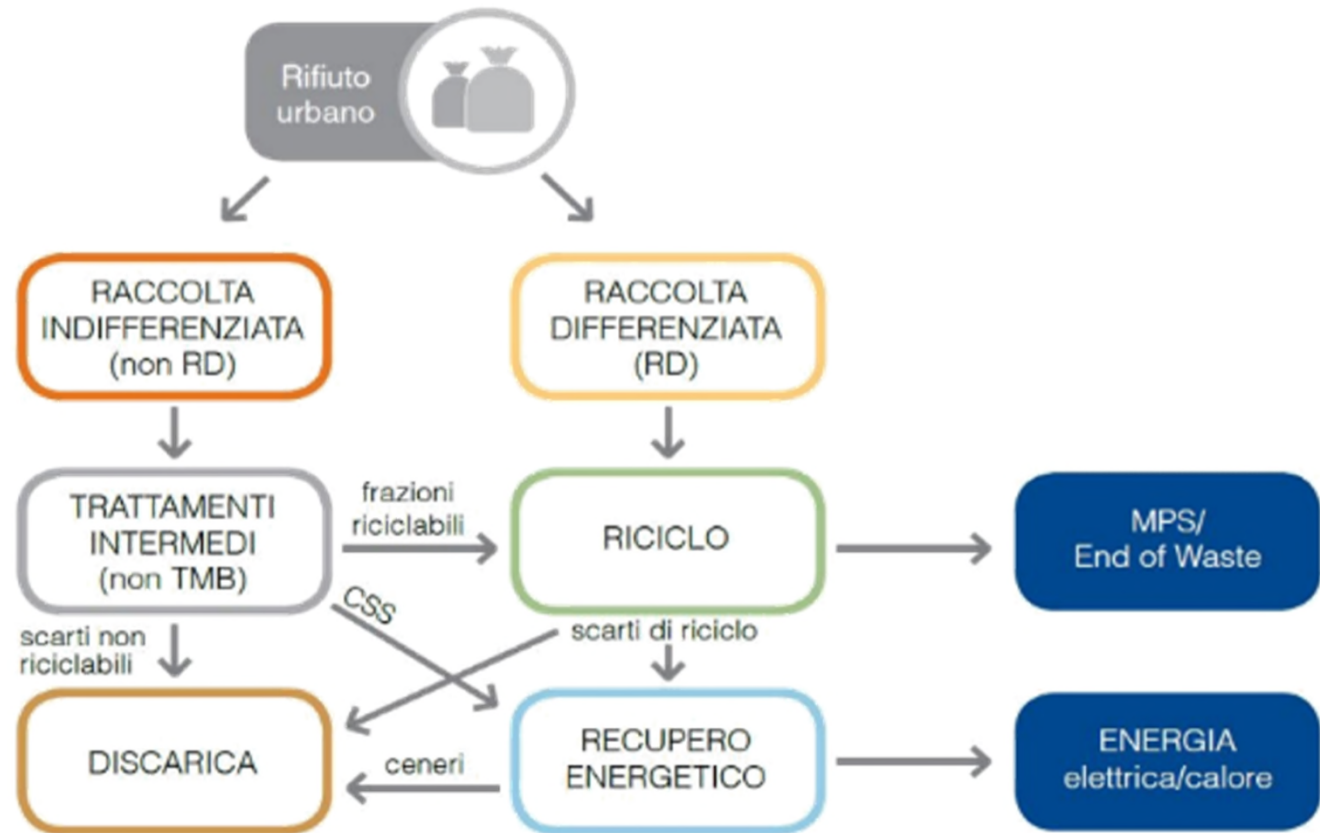 Rifiuto
urbano
RACCOLTA
INDIFFERENZIATA
(non RD)
RACCOLTA
DIFFERENZIATA
(RD)
TRATTAMENTI
INTERMEDI
(non TMB)
frazioni
riciclabili
RICICLO
MPS/
End of Waste
CSS
scarti non
riciclabili
scarti di riciclo
DISCARICA
ceneri
RECUPERO
ENERGETICO
ENERGIA
elettrica/calore